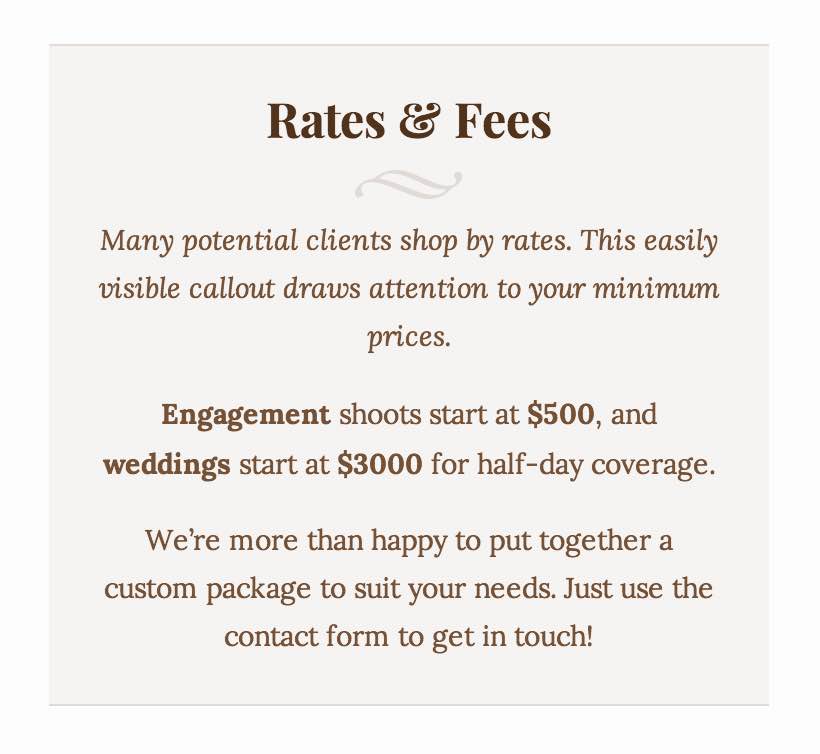 Rates & Fees
Many potential clients shop by rates. This easily
visible callout draws attention to your minimum
prices.
Engagement shoots start at $500, and
weddings start at $3000 for half-day coverage.
We’re more than happy to put together a
custom package to suit your needs. Just use the
contact form to get in touch!